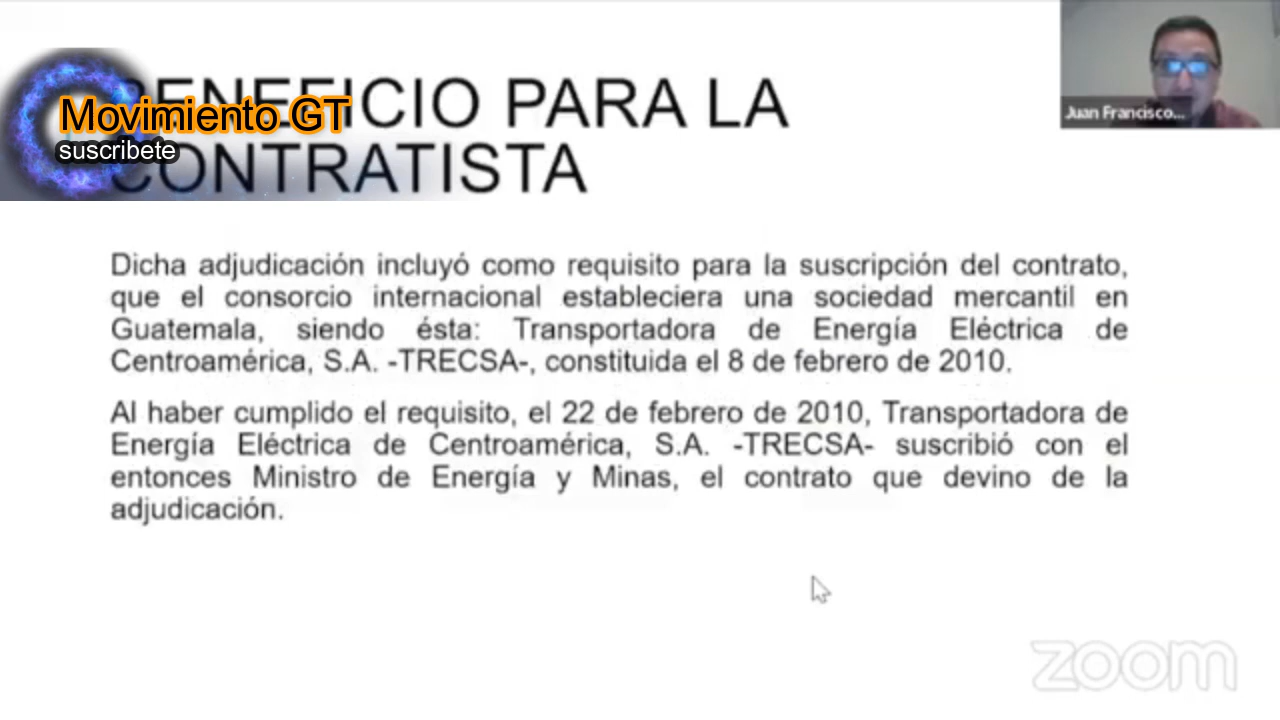 BENEFICIO PARA LA
CONTRATISTA
Movimiento GT
suscribete
Juan Francisco...
Dicha adjudicación incluyó como requisito para la suscripción del contrato,
que el consorcio internacional estableciera una sociedad mercantil en
Guatemala, siendo ésta: Transportadora de Energía Eléctrica de
Centroamérica, S.A. -TRECSA-, constituida el 8 de febrero de 2010.
Al haber cumplido el requisito, el 22 de febrero de 2010, Transportadora de
Energía Eléctrica de Centroamérica, S.A. -TRECSA- suscribió con el
entonces Ministro de Energía y Minas, el contrato que devino de la
adjudicación.
zoom